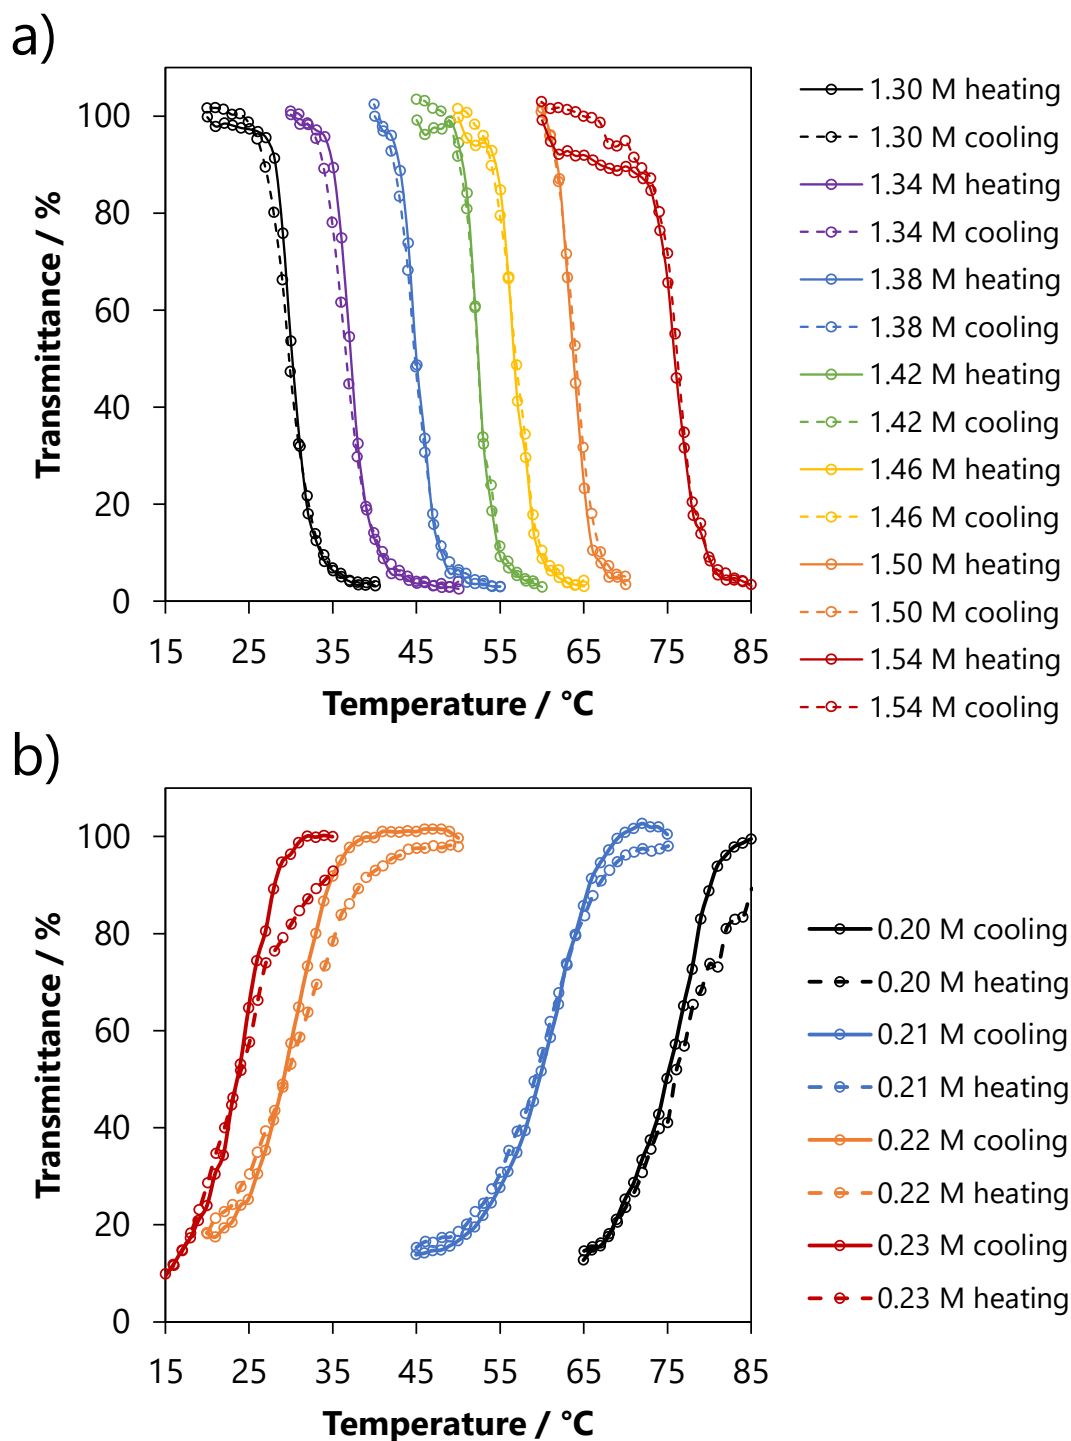 a)
100
80
60
40
20
0
Transmittance / %
15 25 35 45 55 65 75 85
Temperature / °C
1.30 M heating
1.30 M cooling
1.34 M heating
1.34 M cooling
1.38 M heating
1.38 M cooling
1.42 M heating
1.42 M cooling
1.46 M heating
1.46 M cooling
1.50 M heating
1.50 M cooling
1.54 M heating
1.54 M cooling
b)
100
80
60
40
20
0
Transmittance / %
15 25 35 45 55 65 75 85
Temperature / °C
0.20 M cooling
0.20 M heating
0.21 M cooling
0.21 M heating
0.22 M cooling
0.22 M heating
0.23 M cooling
0.23 M heating